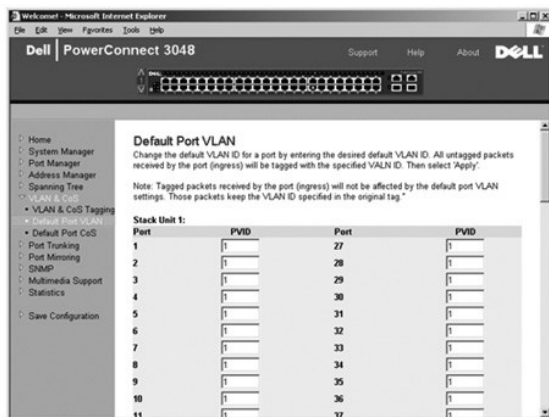 Welcome! - Microsoft Internet Explorer
File Edit View Favorites Tools Help
Dell | PowerConnect 3048
Support Help About DELL
Home
System Manager
Port Manager
Address Manager
Spanning Tree
VLAN & CoS
VLAN & CoS Tagging
Default Port VLAN
Default Port CoS
Port Trunking
Port Mirroring
SNMP
Multimedia Support
Statistics
Save Configuration
Default Port VLAN
Change the default VLAN ID for a port by entering the desired default VLAN ID. All untagged packets
received by the port (ingress) will be tagged with the specified VALN ID. Then select 'Apply'.
Note: Tagged packets received by the port (ingress) will not be affected by the default port VLAN
settings. Those packets keep the VLAN ID specified in the original tag."
Stack Unit 1:
Port PVID Port PVID
1 1 27 1
2 1 28 1
3 1 29 1
4 1 30 1
5 1 31 1
6 1 32 1
7 1 33 1
8 1 34 1
9 1 35 1
10 1 36 1
11 37